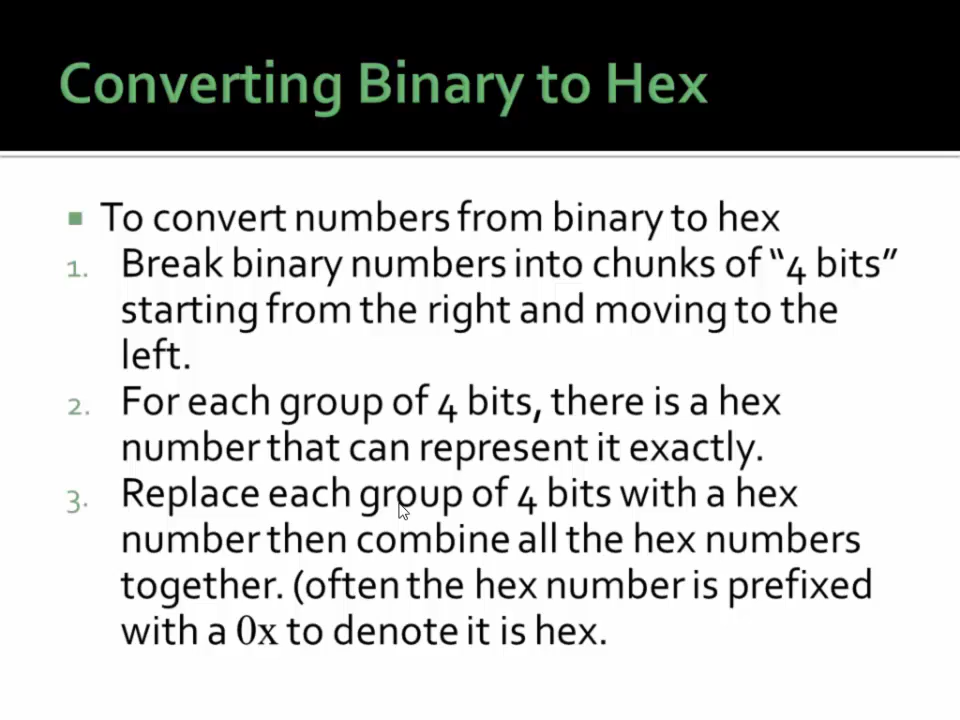 Converting Binary to Hex
▪ To convert numbers from binary to hex
1. Break binary numbers into chunks of “4 bits”
starting from the right and moving to the
left.
2. For each group of 4 bits, there is a hex
number that can represent it exactly.
3. Replace each group of 4 bits with a hex
number then combine all the hex numbers
together. (often the hex number is prefixed
with a 0x to denote it is hex.